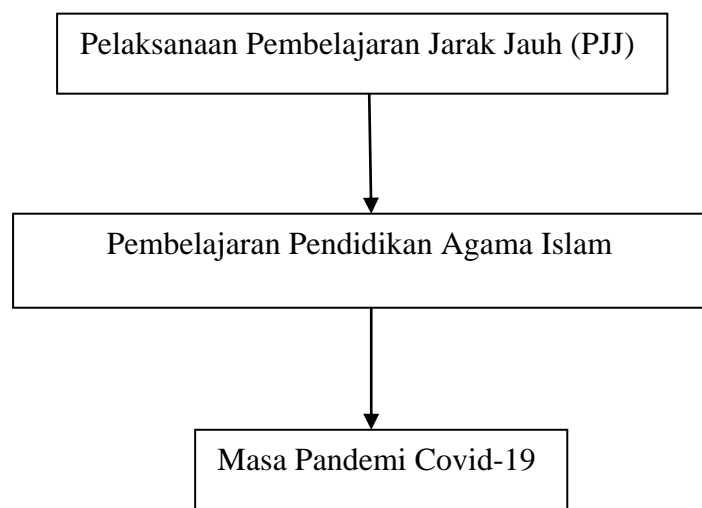 Pelaksanaan Pembelajaran Jarak Jauh (PJJ)
Pembelajaran Pendidikan Agama Islam
Masa Pandemi Covid-19